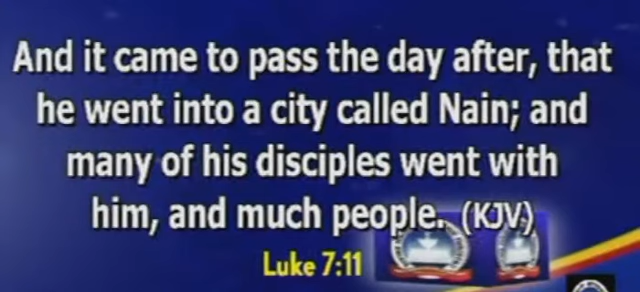 And it came to pass the day after, that
he went into a city called Nain; and
many of his disciples went with
him, and much people. (KJV)
Luke 7:11